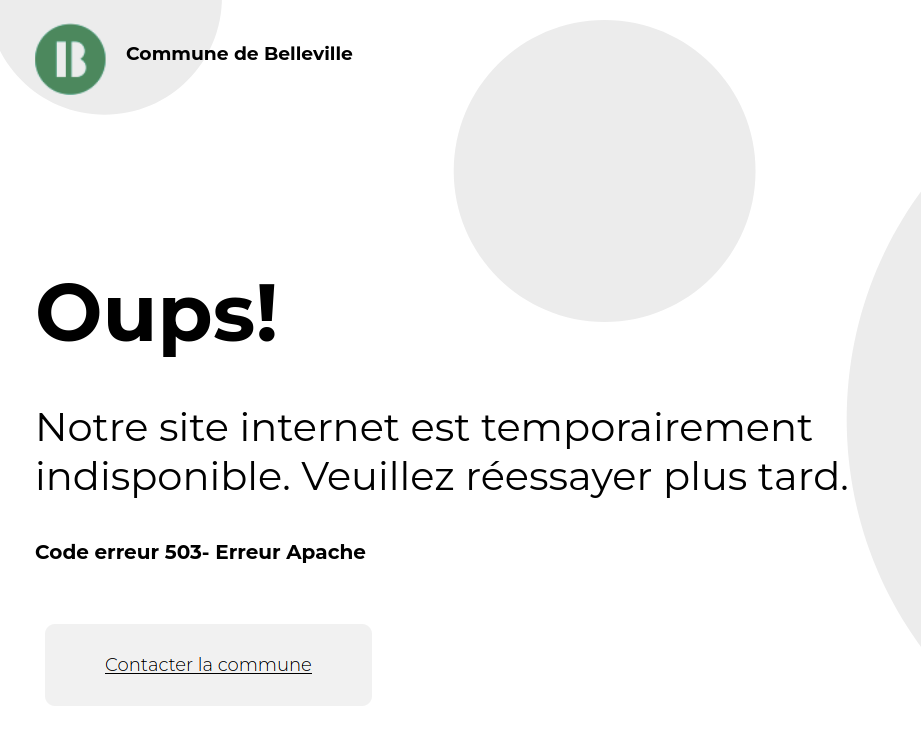 B
Commune de Belleville
Oups!
Notre site internet est temporairement
indisponible. Veuillez réessayer plus tard.
Code erreur 503- Erreur Apache
Contacter la commune